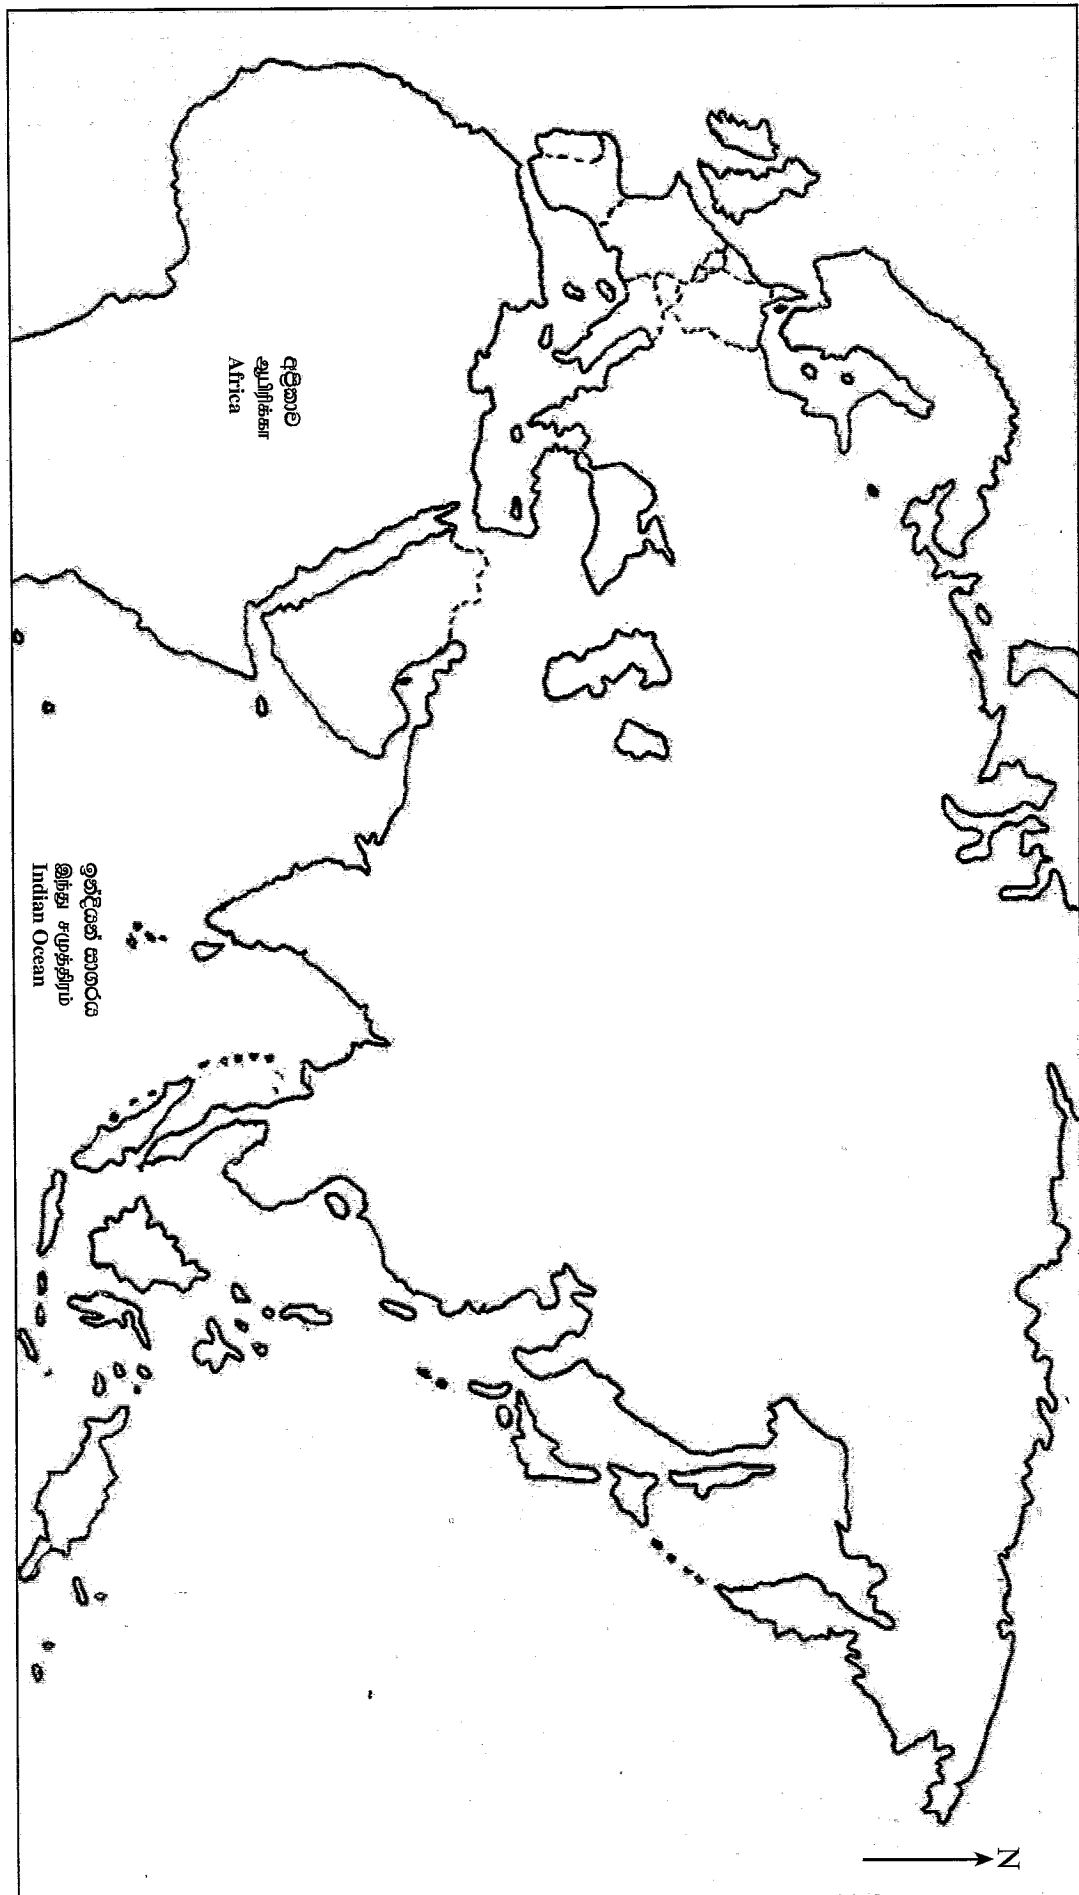 අප්‍රිකාව
ஆபிரிக்கா
Africa
ඉන්දියන් සාගරය
இந்து சமுத்திரம்
Indian Ocean
N